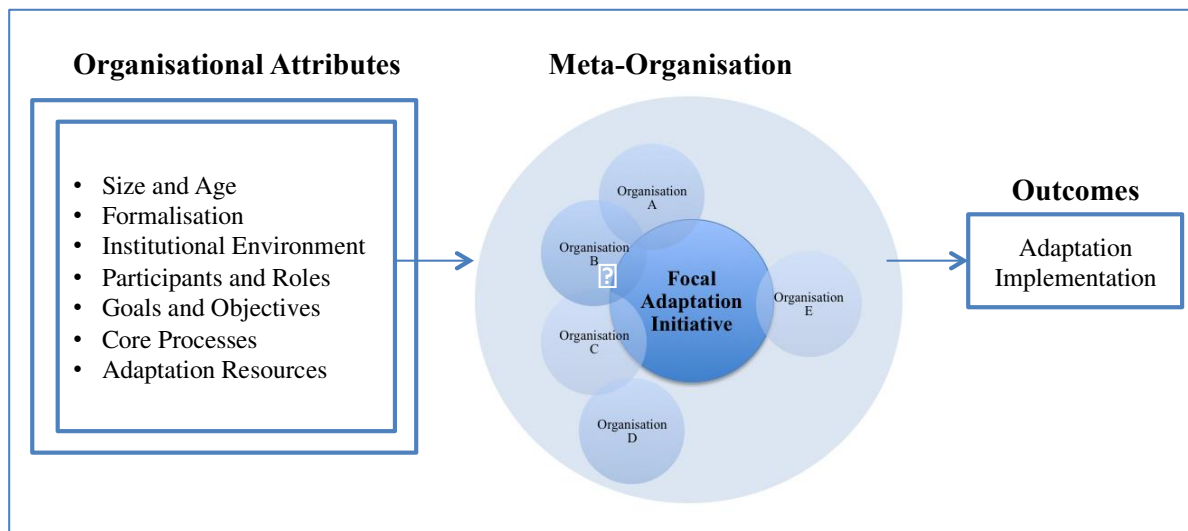 Organisational Attributes
• Size and Age
• Formalisation
• Institutional Environment
• Participants and Roles
• Goals and Objectives
• Core Processes
• Adaptation Resources
Meta-Organisation
Organisation
A
Organisation
B
?
Organisation
C
Organisation
D
Focal
Adaptation
Initiative
Organisation
E
Outcomes
Adaptation
Implementation